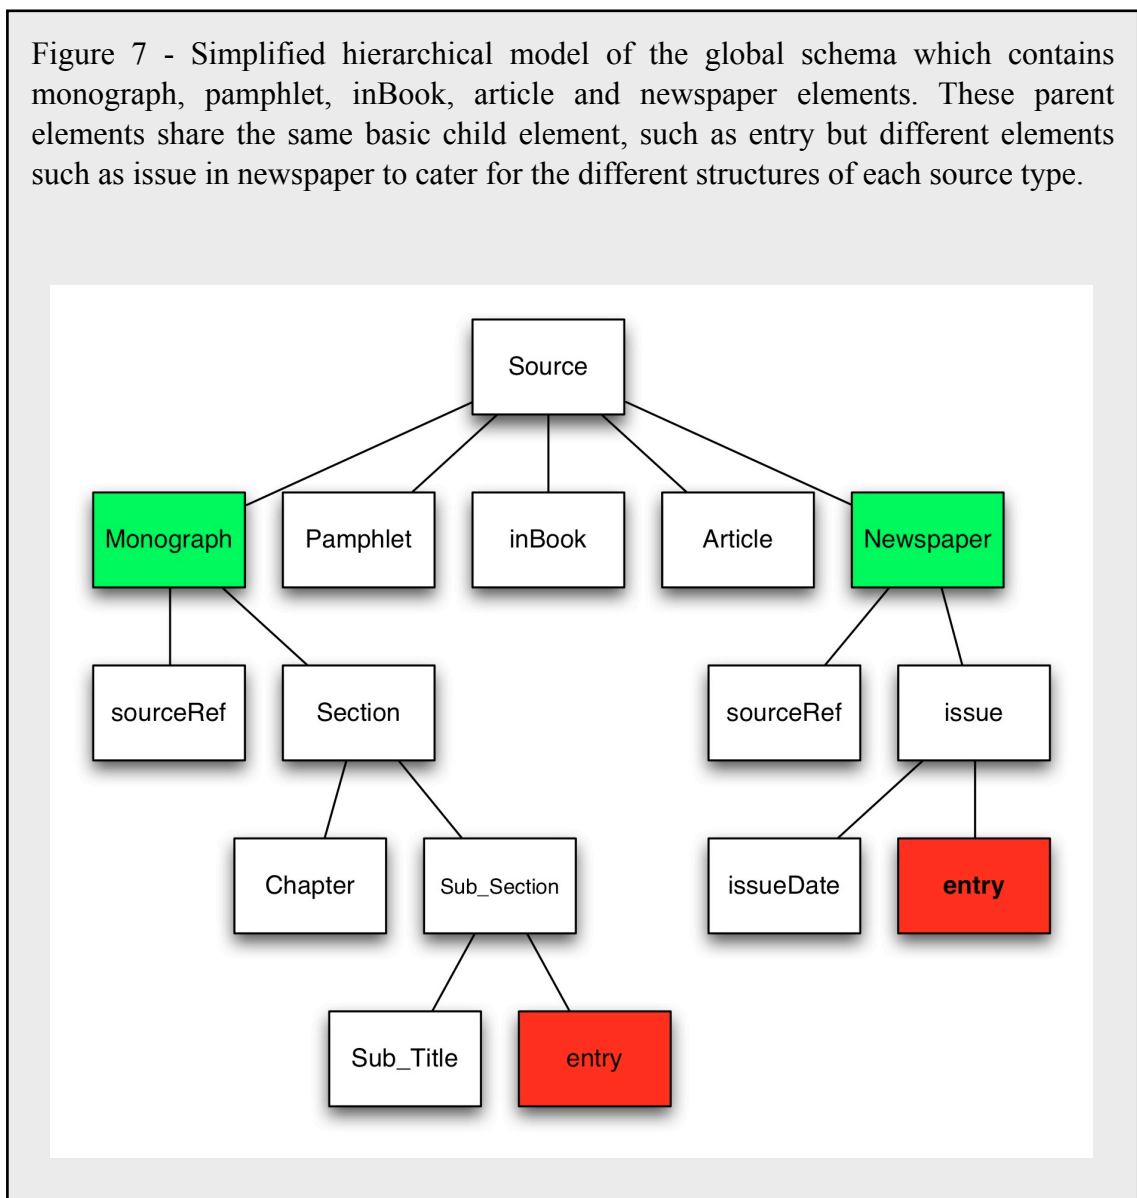 Figure 7 - Simplified hierarchical model of the global schema which contains
monograph, pamphlet, inBook, article and newspaper elements. These parent
elements share the same basic child element, such as entry but different elements
such as issue in newspaper to cater for the different structures of each source type.
Source
Monograph
Pamphlet
inBook
Article
Newspaper
sourceRef
Section
sourceRef
issue
Chapter
Sub_Section
issueDate
entry
Sub_Title
entry